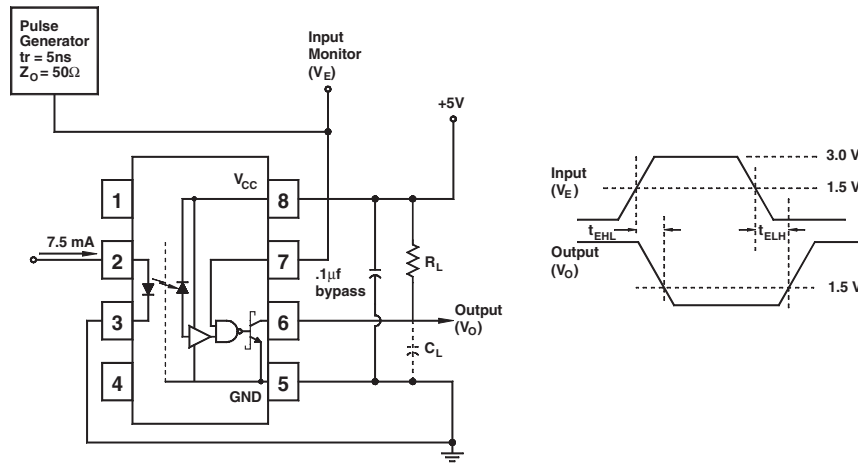 Pulse
Generator
tr = 5ns
ZO = 50Ω
Input
Monitor
(VE)
+5V
1
VCC
8
7.5 mA
2
7
.1µf
bypass
RL
3
6
Output
(VO)
CL
4
GND
5
Input
(VE)
3.0 V
1.5 V
tEHL
tELH
Output
(VO)
1.5 V